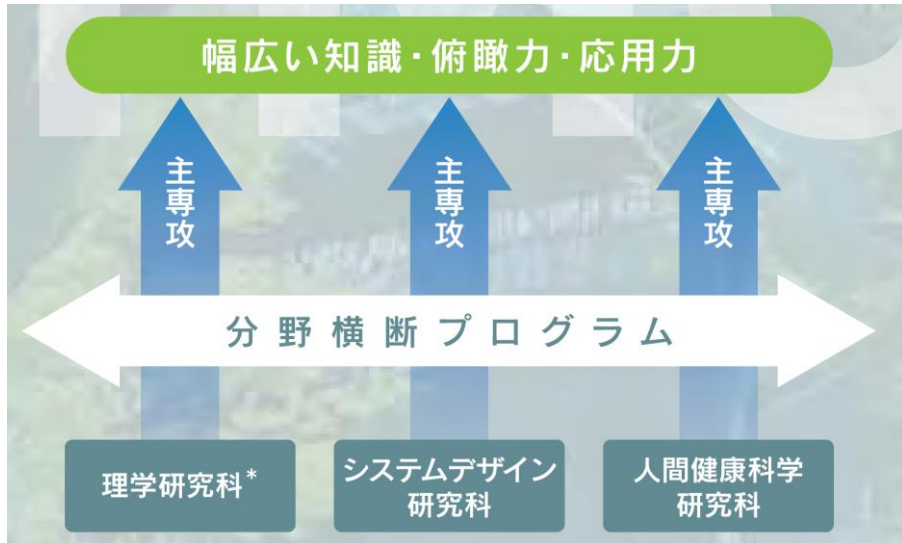 幅広い知識・俯瞰力・応用力
主専攻
主専攻
主専攻
分野横断プログラム
理学研究科*
システムデザイン
研究科
人間健康科学
研究科